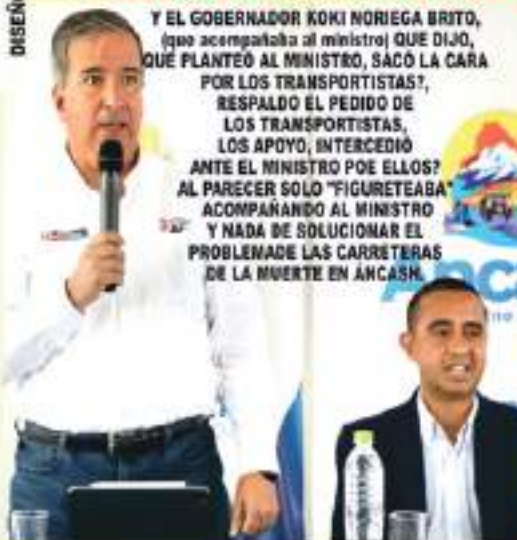 DISEÑ
Y EL GOBERNADOR KOKI NORIEGA BRITO,
(que acompañaba al ministro) QUE DIJO,
QUE PLANTEÓ AL MINISTRO, SACÓ LA CARA
POR LOS TRANSPORTISTAS?,
RESPALDO EL PEDIDO DE
LOS TRANSPORTISTAS,
LOS APOYO, INTERCEDIÓ
ANTE EL MINISTRO POE ELLOS?
AL PARECER SOLO "FIGURETEABA"
ACOMPAÑANDO AL MINISTRO
Y NADA DE SOLUCIONAR EL
PROBLEMADE LAS CARRETERAS
DE LA MUERTE EN ÁNCASH.